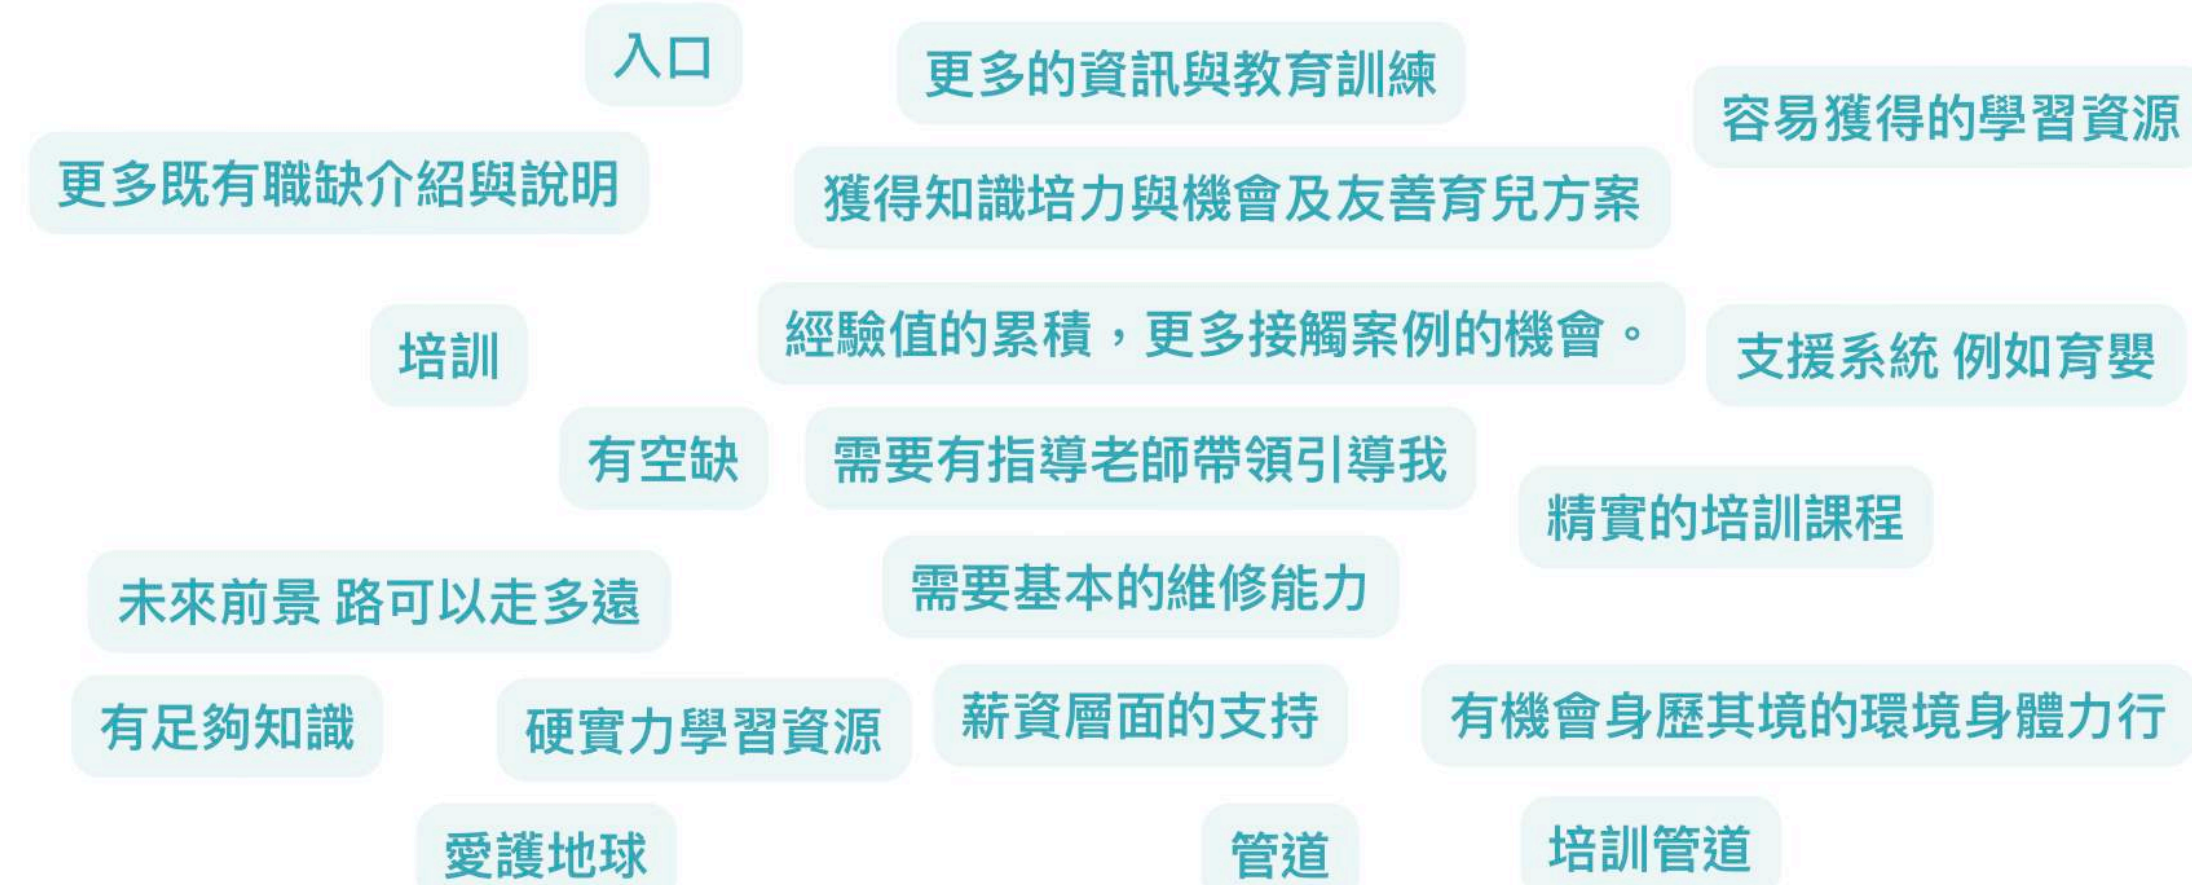 入口
更多的資訊與教育訓練
容易獲得的學習資源
更多既有職缺介紹與說明
獲得知識培力與機會及友善育兒方案
經驗值的累積，更多接觸案例的機會。
培訓
支援系統 例如育嬰
有空缺
需要有指導老師帶領引導我
精實的培訓課程
未來前景 路可以走多遠
需要基本的維修能力
有足夠知識
硬實力學習資源
薪資層面的支持
有機會身歷其境的環境身體力行
愛護地球
管道
培訓管道